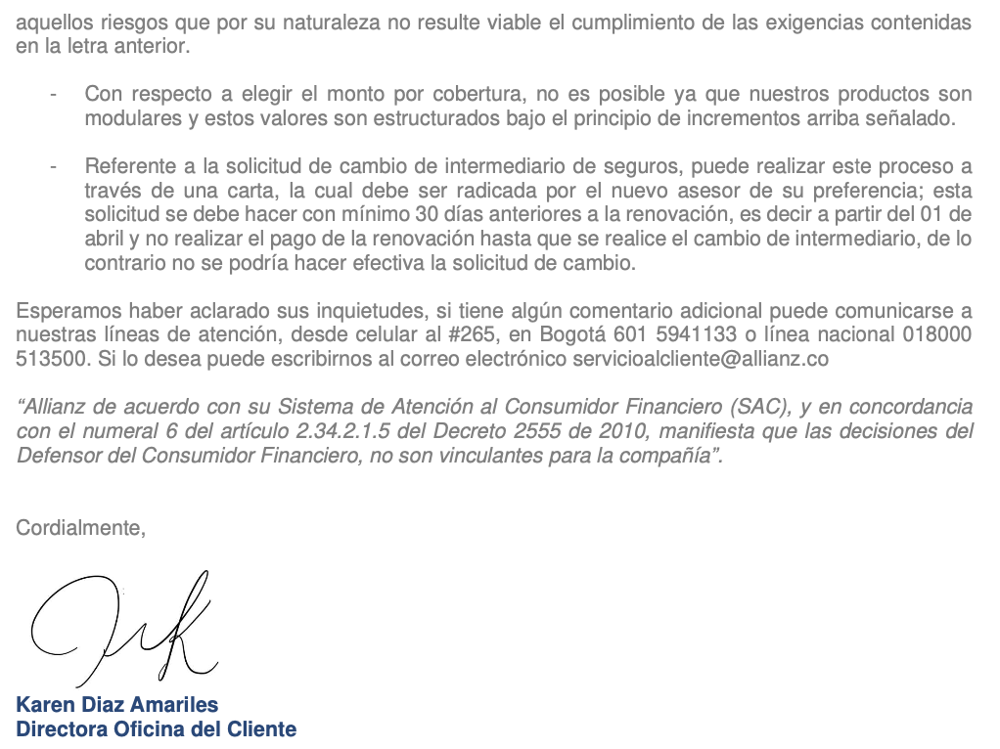 aquellos riesgos que por su naturaleza no resulte viable el cumplimiento de las exigencias contenidas
en la letra anterior.
- Con respecto a elegir el monto por cobertura, no es posible ya que nuestros productos son
modulares y estos valores son estructurados bajo el principio de incrementos arriba señalado.
- Referente a la solicitud de cambio de intermediario de seguros, puede realizar este proceso a
través de una carta, la cual debe ser radicada por el nuevo asesor de su preferencia; esta
solicitud se debe hacer con mínimo 30 días anteriores a la renovación, es decir a partir del 01 de
abril y no realizar el pago de la renovación hasta que se realice el cambio de intermediario, de lo
contrario no se podría hacer efectiva la solicitud de cambio.
Esperamos haber aclarado sus inquietudes, si tiene algún comentario adicional puede comunicarse a
nuestras líneas de atención, desde celular al #265, en Bogotá 601 5941133 o línea nacional 018000
513500. Si lo desea puede escribirnos al correo electrónico servicioalcliente@allianz.co
“Allianz de acuerdo con su Sistema de Atención al Consumidor Financiero (SAC), y en concordancia
con el numeral 6 del artículo 2.34.2.1.5 del Decreto 2555 de 2010, manifiesta que las decisiones del
Defensor del Consumidor Financiero, no son vinculantes para la compañía”.
Cordialmente,
Karen Diaz Amariles
Directora Oficina del Cliente